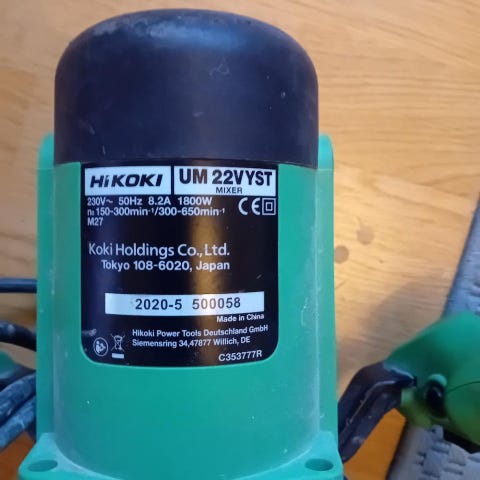 HiKOKI
UM 22VYST
MIXER
230V~ 50Hz 8.2A 1800W
n₀ 150-300min⁻¹/300-650min⁻¹
M27
CE
Koki Holdings Co., Ltd.
Tokyo 108-6020, Japan
2020-5 500058
Made in China
Hikoki Power Tools Deutschland GmbH
Siemensring 34,47877 Willich, DE
C353777R